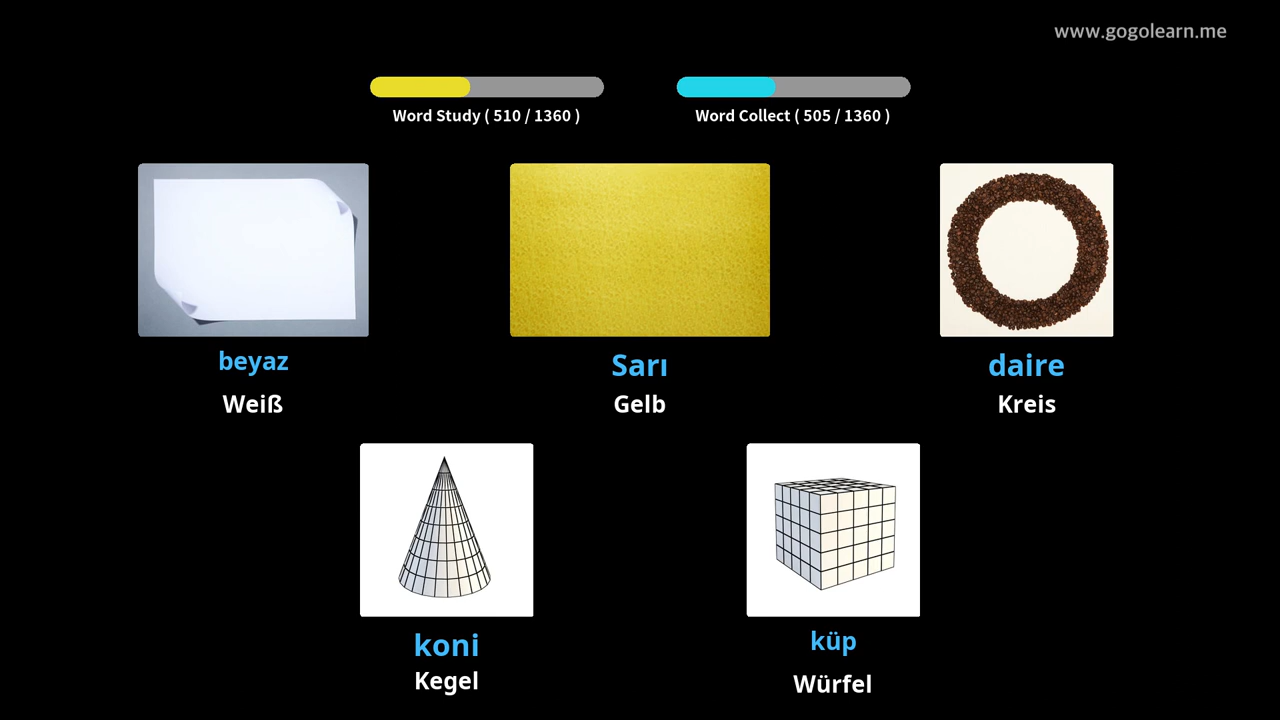 www.gogolearn.me
Word Study ( 510 / 1360 )
Word Collect ( 505 / 1360 )
beyaz
Weiß
Sarı
Gelb
daire
Kreis
koni
Kegel
küp
Würfel